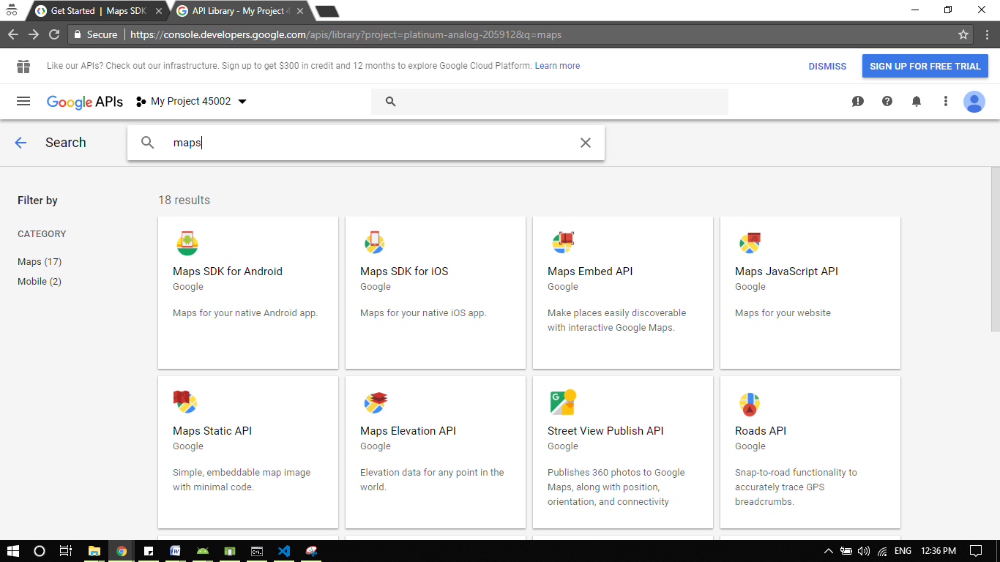 Get Started | Maps SDK
API Library - My Project 4
Secure
https://console.developers.google.com/apis/library?project=platinum-analog-205912&q=maps
Like our APIs? Check out our infrastructure. Sign up to get $300 in credit and 12 months to explore Google Cloud Platform. Learn more
DISMISS
SIGN UP FOR FREE TRIAL
Google APIs
My Project 45002
Search
maps
Filter by
CATEGORY
Maps (17)
Mobile (2)
18 results
Maps SDK for Android
Google
Maps for your native Android app.
Maps SDK for iOS
Google
Maps for your native iOS app.
Maps Embed API
Google
Make places easily discoverable
with interactive Google Maps.
JS
Maps JavaScript API
Google
Maps for your website
Maps Static API
Google
Simple, embeddable map image
with minimal code.
Maps Elevation API
Google
Elevation data for any point in the
world.
G
Street View Publish API
Google
Publishes 360 photos to Google
Maps, along with position,
orientation, and connectivity
Roads API
Google
Snap-to-road functionality to
accurately trace GPS
breadcrumbs.
ENG
12:36 PM